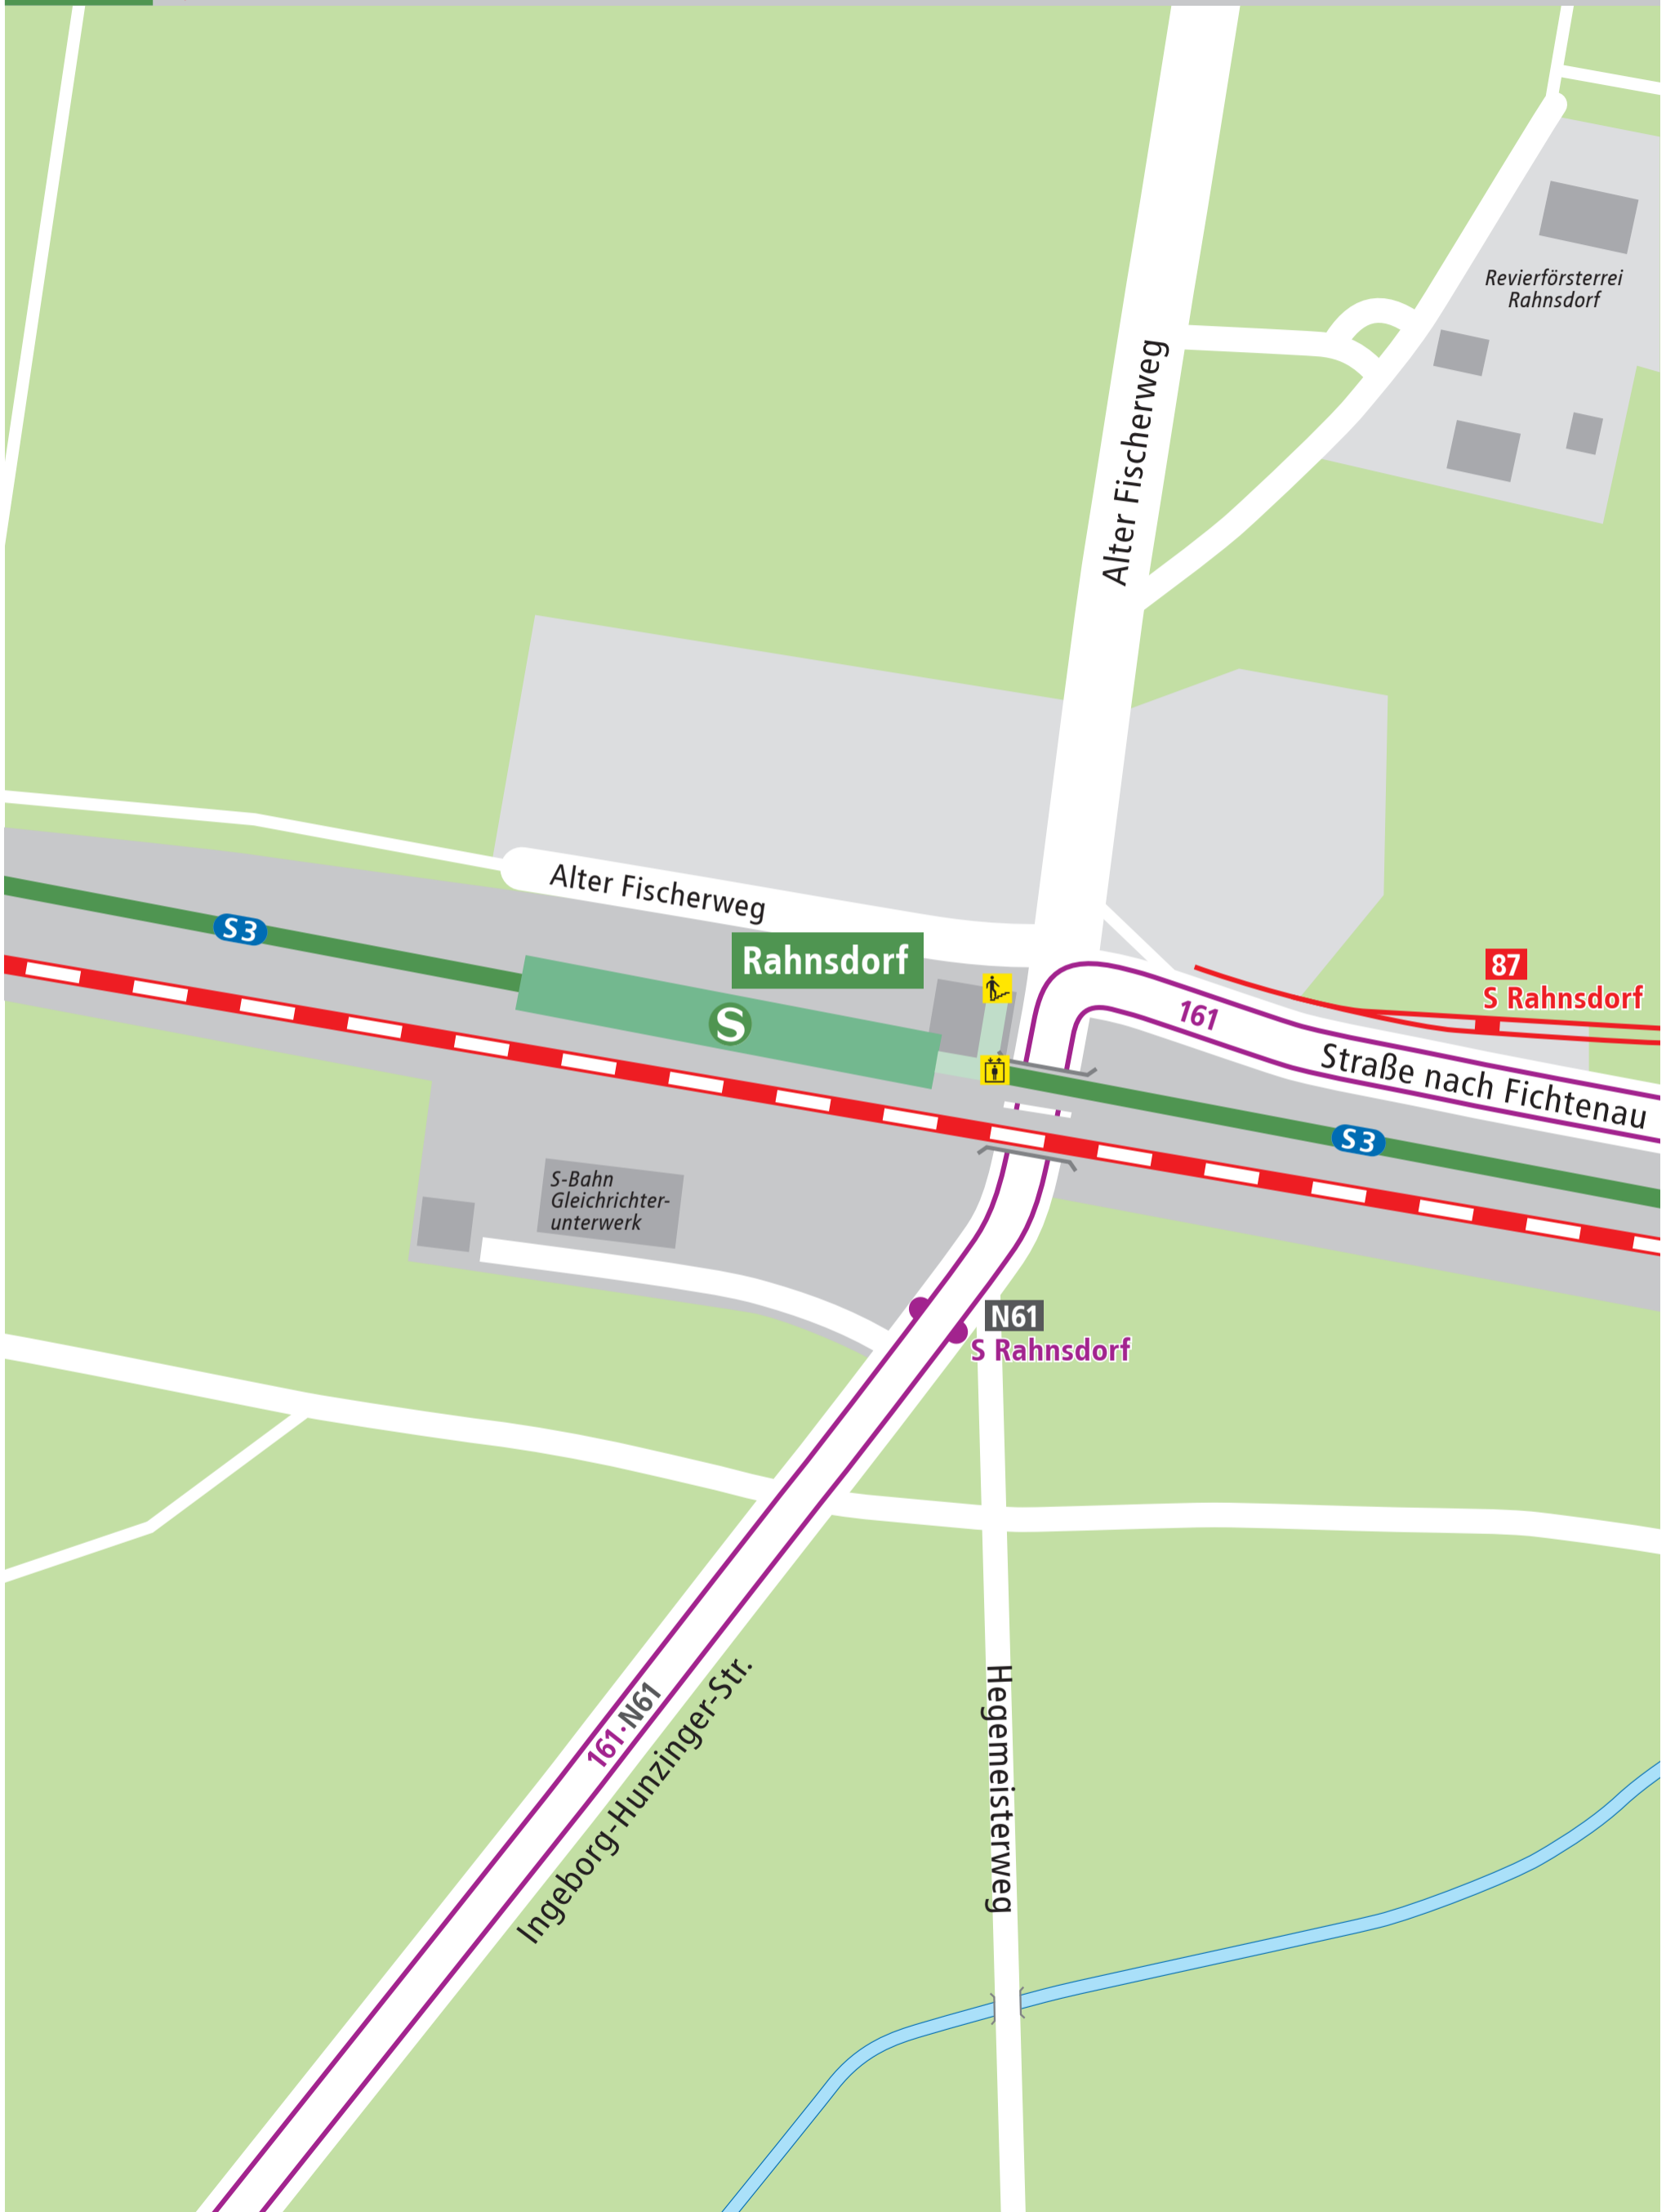 Revierförsterrei
Rahnsdorf
Alter Fischerweg
Alter Fischerweg
S3
Rahnsdorf
S
87
S Rahnsdorf
161
Straße nach Fichtenau
S3
S-Bahn
Gleichrichter-
unterwerk
N61
S Rahnsdorf
161·N61
Ingeborg-Hunzinger-Str.
Hegemeisterweg